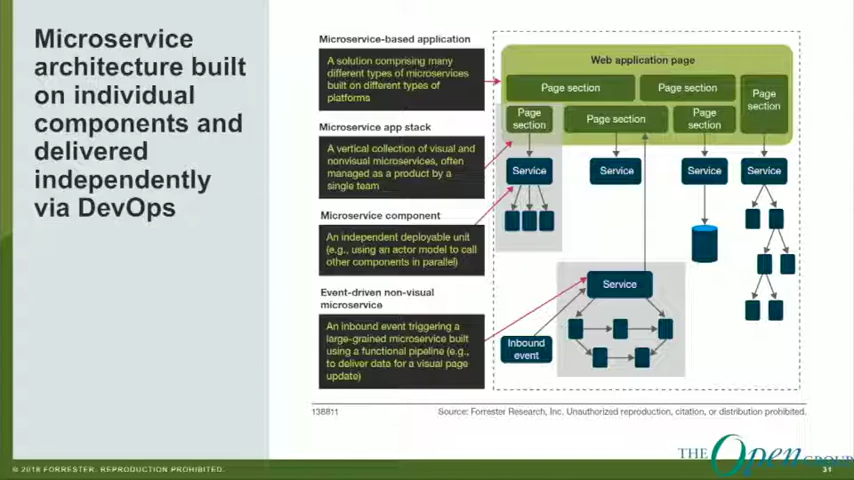 Microservice
architecture built
on individual
components and
delivered
independently
via DevOps
Microservice-based application
A solution comprising many
different types of microservices
built on different types of
platforms
Microservice app stack
A vertical collection of visual and
nonvisual microservices, often
managed as a product by a
single team
Microservice component
An independent deployable unit
(e.g., using an actor model to call
other components in parallel)
Event-driven non-visual
microservice
An inbound event triggering a
large-grained microservice built
using a functional pipeline (e.g.,
to deliver data for a visual page
update)
Web application page
Page section
Page section
Page
section
Page
section
Page section
Page
section
Service
Service
Service
Service
Service
Inbound
event
138811
Source: Forrester Research, Inc. Unauthorized reproduction, citation, or distribution prohibited.
© 2018 FORRESTER. REPRODUCTION PROHIBITED.
THE Open GROUP
31